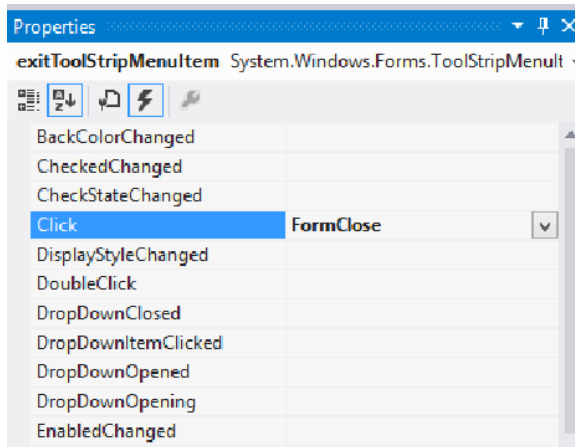 Properties
exitToolStripMenuItem System.Windows.Forms.ToolStripMenuIt
BackColorChanged
CheckedChanged
CheckStateChanged
Click FormClose
DisplayStyleChanged
DoubleClick
DropDownClosed
DropDownItemClicked
DropDownOpened
DropDownOpening
EnabledChanged